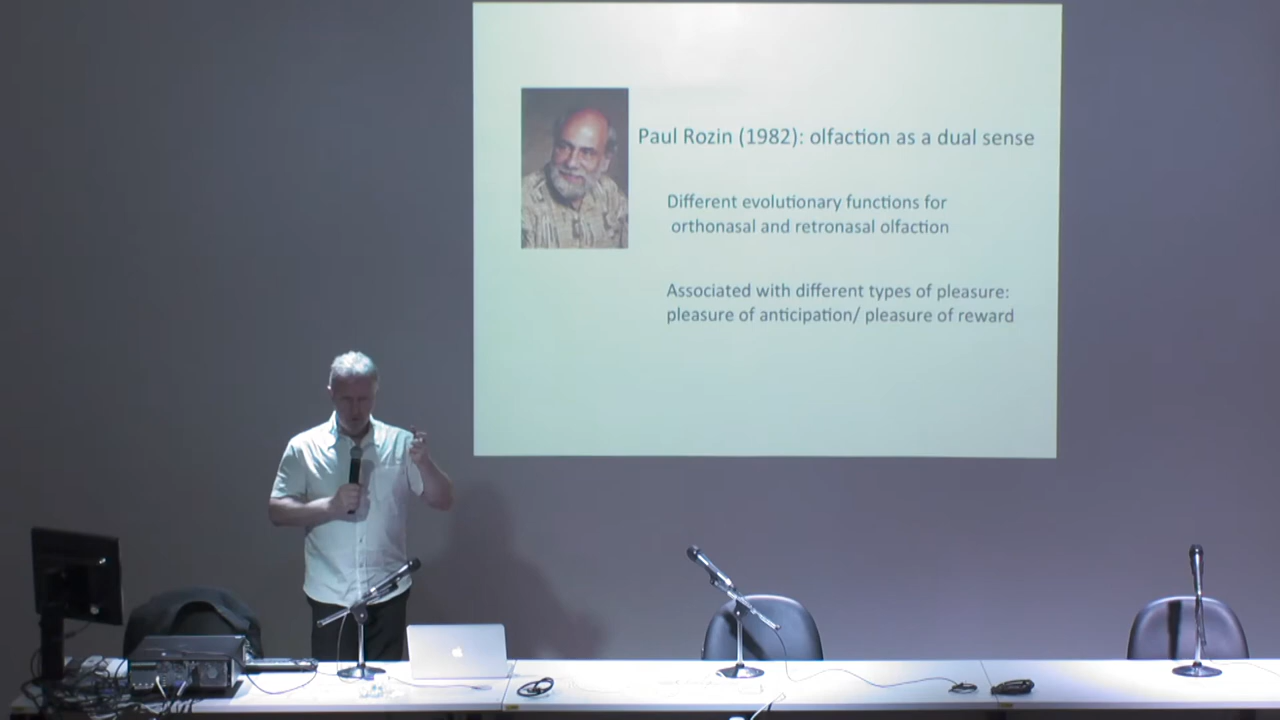 Paul Rozin (1982): olfaction as a dual sense
Different evolutionary functions for
orthonasal and retronasal olfaction
Associated with different types of pleasure:
pleasure of anticipation/ pleasure of reward